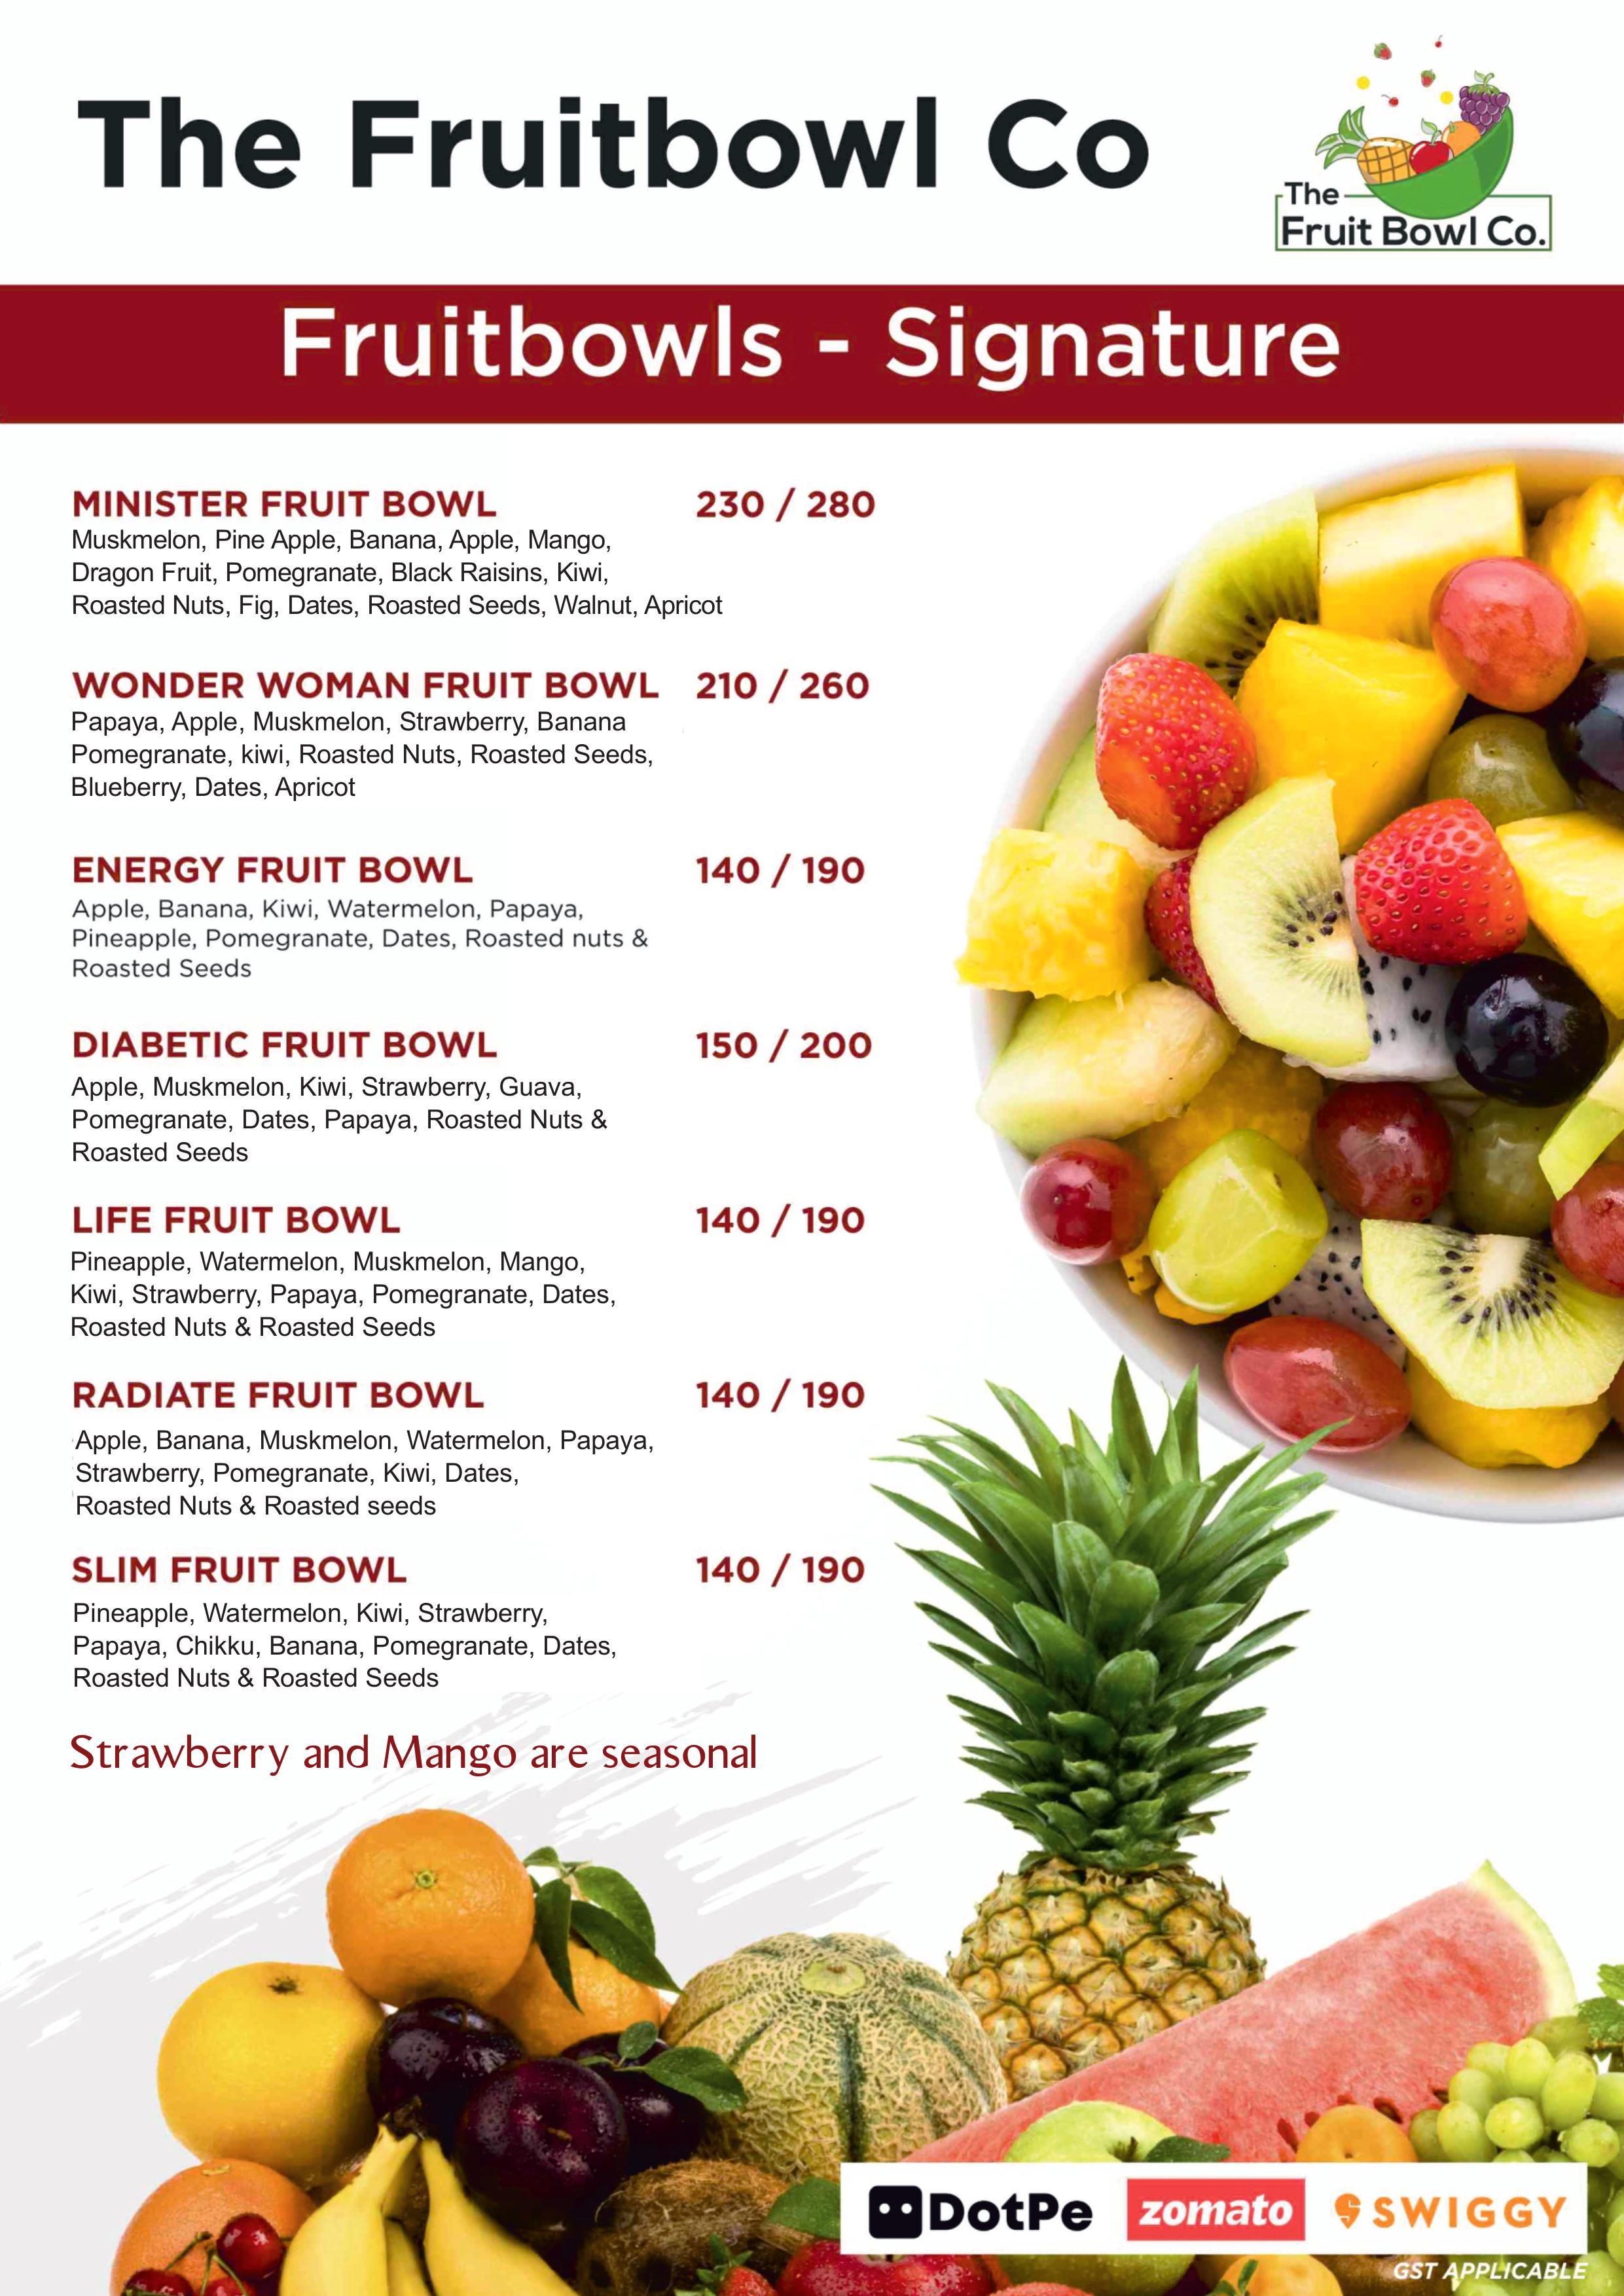 The Fruitbowl Co
The
Fruit Bowl Co.
Fruitbowls - Signature
MINISTER FRUIT BOWL 230 / 280
Muskmelon, Pine Apple, Banana, Apple, Mango,
Dragon Fruit, Pomegranate, Black Raisins, Kiwi,
Roasted Nuts, Fig, Dates, Roasted Seeds, Walnut, Apricot
WONDER WOMAN FRUIT BOWL 210 / 260
Papaya, Apple, Muskmelon, Strawberry, Banana
Pomegranate, kiwi, Roasted Nuts, Roasted Seeds,
Blueberry, Dates, Apricot
ENERGY FRUIT BOWL 140 / 190
Apple, Banana, Kiwi, Watermelon, Papaya,
Pineapple, Pomegranate, Dates, Roasted nuts &
Roasted Seeds
DIABETIC FRUIT BOWL 150 / 200
Apple, Muskmelon, Kiwi, Strawberry, Guava,
Pomegranate, Dates, Papaya, Roasted Nuts &
Roasted Seeds
LIFE FRUIT BOWL 140 / 190
Pineapple, Watermelon, Muskmelon, Mango,
Kiwi, Strawberry, Papaya, Pomegranate, Dates,
Roasted Nuts & Roasted Seeds
RADIATE FRUIT BOWL 140 / 190
Apple, Banana, Muskmelon, Watermelon, Papaya,
Strawberry, Pomegranate, Kiwi, Dates,
Roasted Nuts & Roasted seeds
SLIM FRUIT BOWL 140 / 190
Pineapple, Watermelon, Kiwi, Strawberry,
Papaya, Chikku, Banana, Pomegranate, Dates,
Roasted Nuts & Roasted Seeds
Strawberry and Mango are seasonal
DotPe zomato SWIGGY
GST APPLICABLE